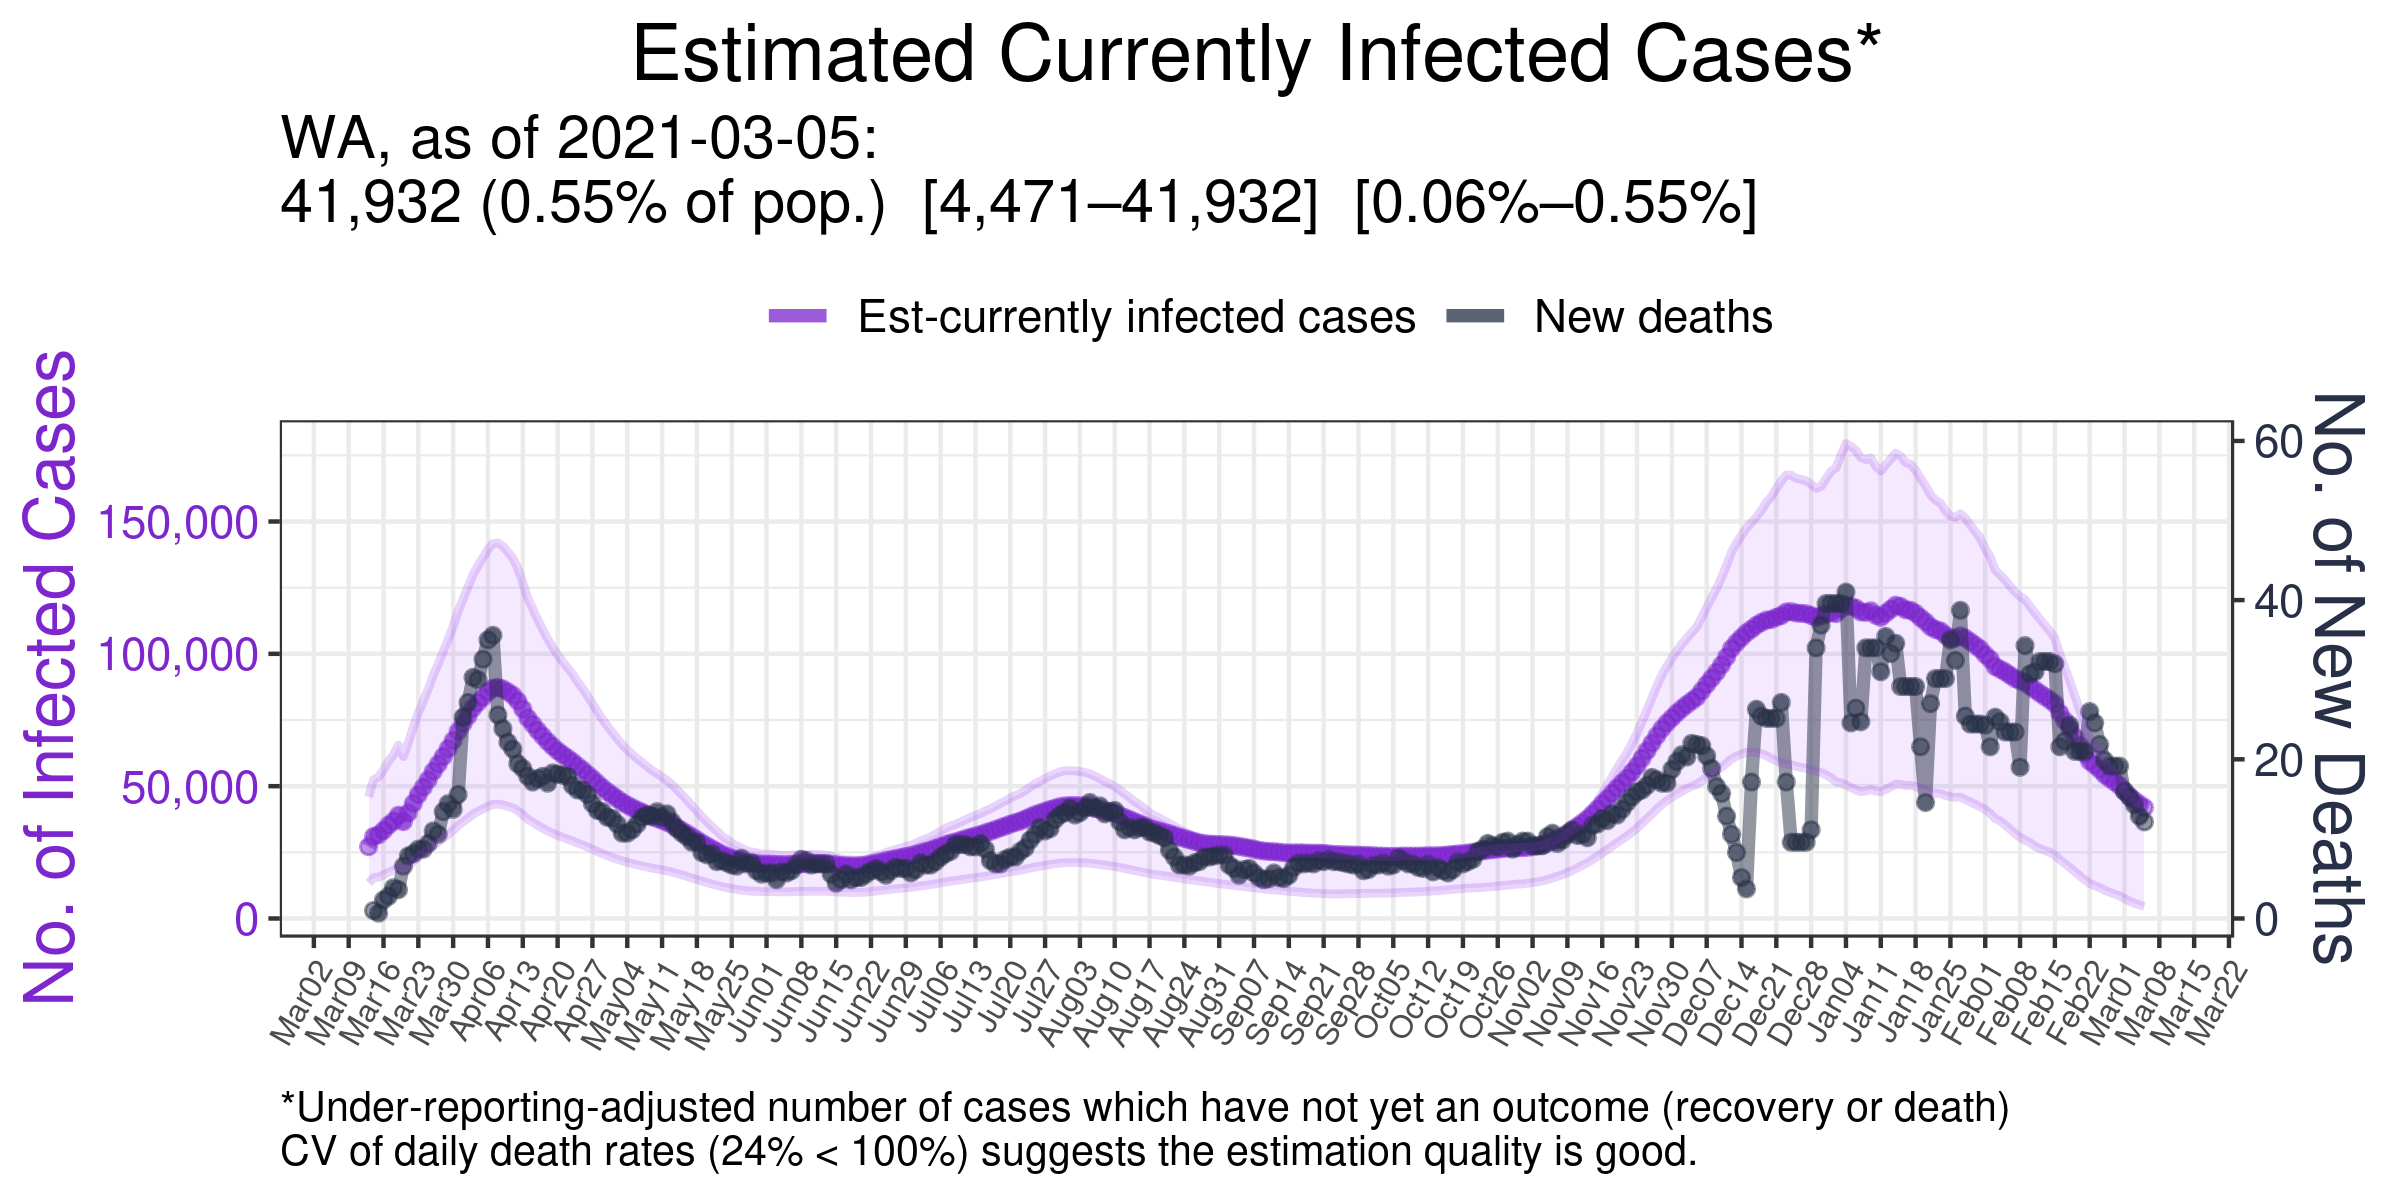 Estimated Currently Infected Cases*
WA, as of 2021-03-05:
41,932 (0.55% of pop.)  [4,471–41,932]  [0.06%–0.55%]
Est-currently infected cases
New deaths
No. of Infected Cases
150,000
100,000
50,000
0
60
40
20
0
No. of New Deaths
Mar02
Mar09
Mar16
Mar23
Mar30
Apr06
Apr13
Apr20
Apr27
May04
May11
May18
May25
Jun01
Jun08
Jun15
Jun22
Jun29
Jul06
Jul13
Jul20
Jul27
Aug03
Aug10
Aug17
Aug24
Aug31
Sep07
Sep14
Sep21
Sep28
Oct05
Oct12
Oct19
Oct26
Nov02
Nov09
Nov16
Nov23
Nov30
Dec07
Dec14
Dec21
Dec28
Jan04
Jan11
Jan18
Jan25
Feb01
Feb08
Feb15
Feb22
Mar01
Mar08
Mar15
Mar22
*Under-reporting-adjusted number of cases which have not yet an outcome (recovery or death)
CV of daily death rates (24% < 100%) suggests the estimation quality is good.